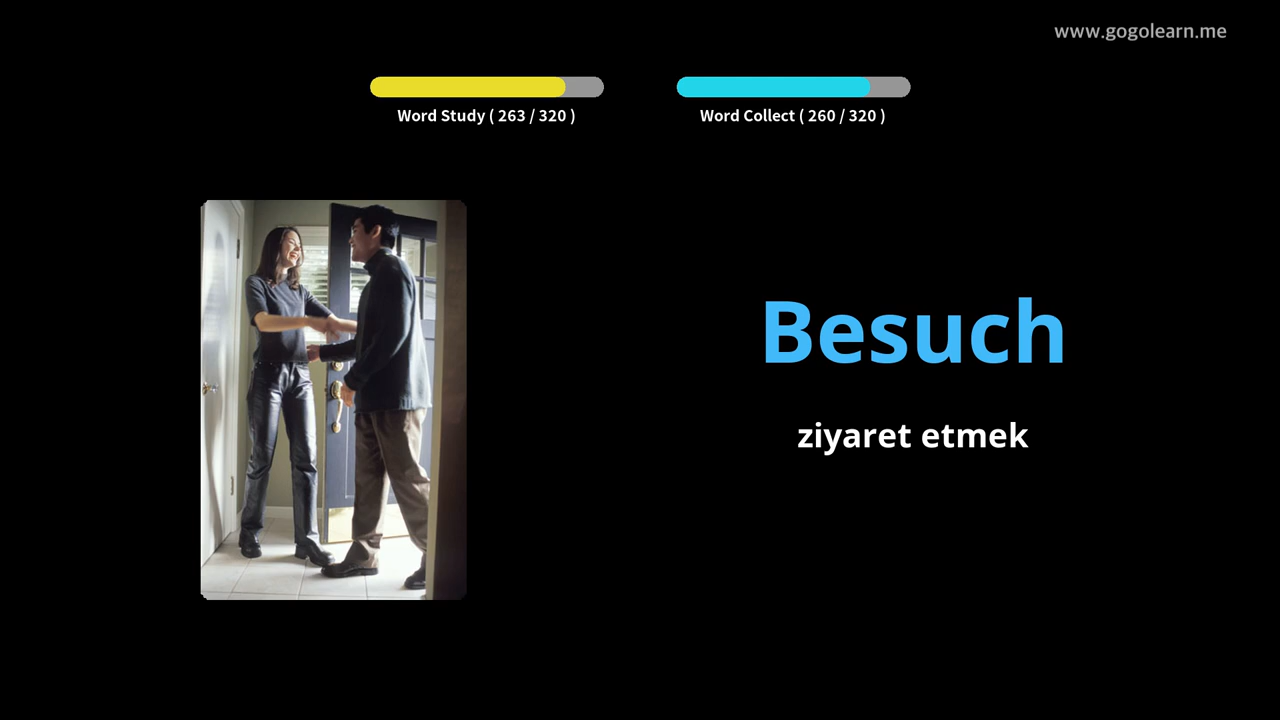 www.gogolearn.me
Word Study ( 263 / 320 )
Word Collect ( 260 / 320 )
Besuch
ziyaret etmek